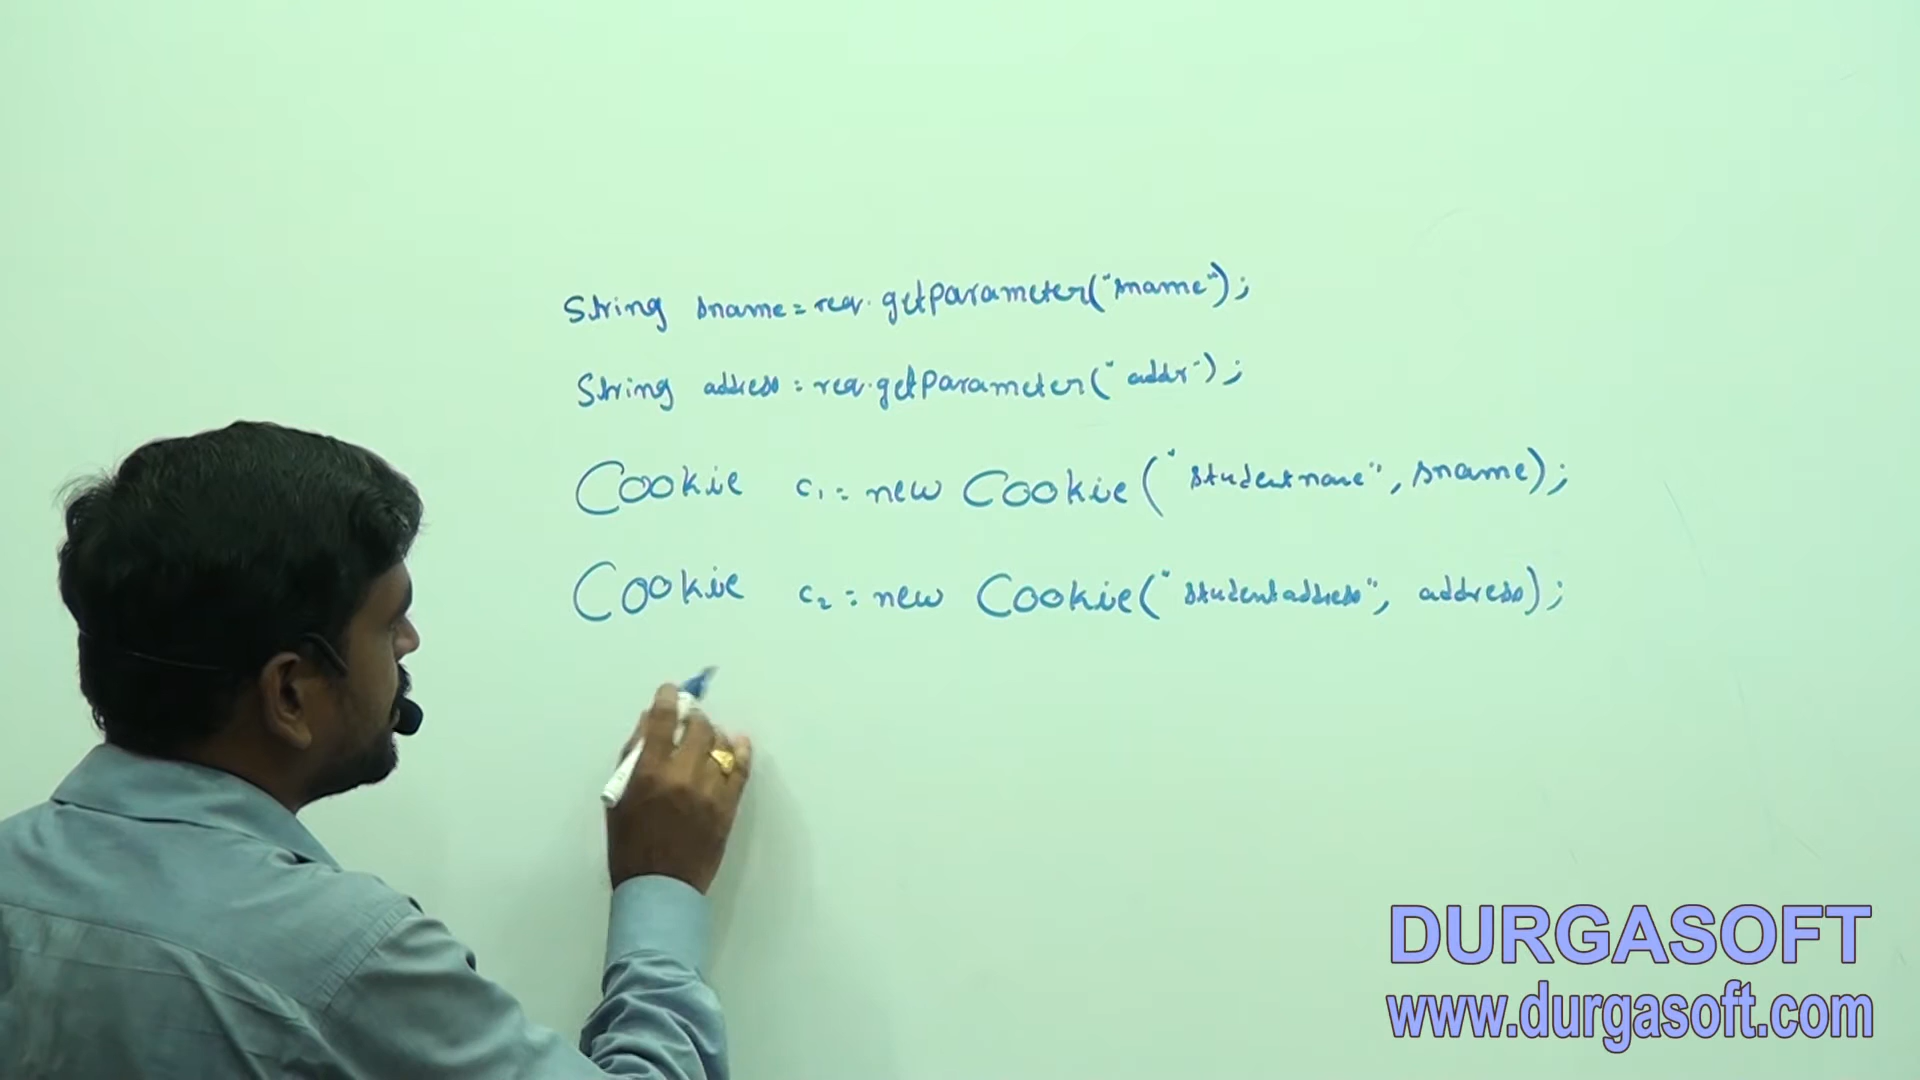 String sname = req.getParameter("sname");
String address = req.getParameter("addr");
Cookie c1 = new Cookie("studentname", sname);
Cookie c2 = new Cookie("studentaddress", address);
DURGASOFT
www.durgasoft.com